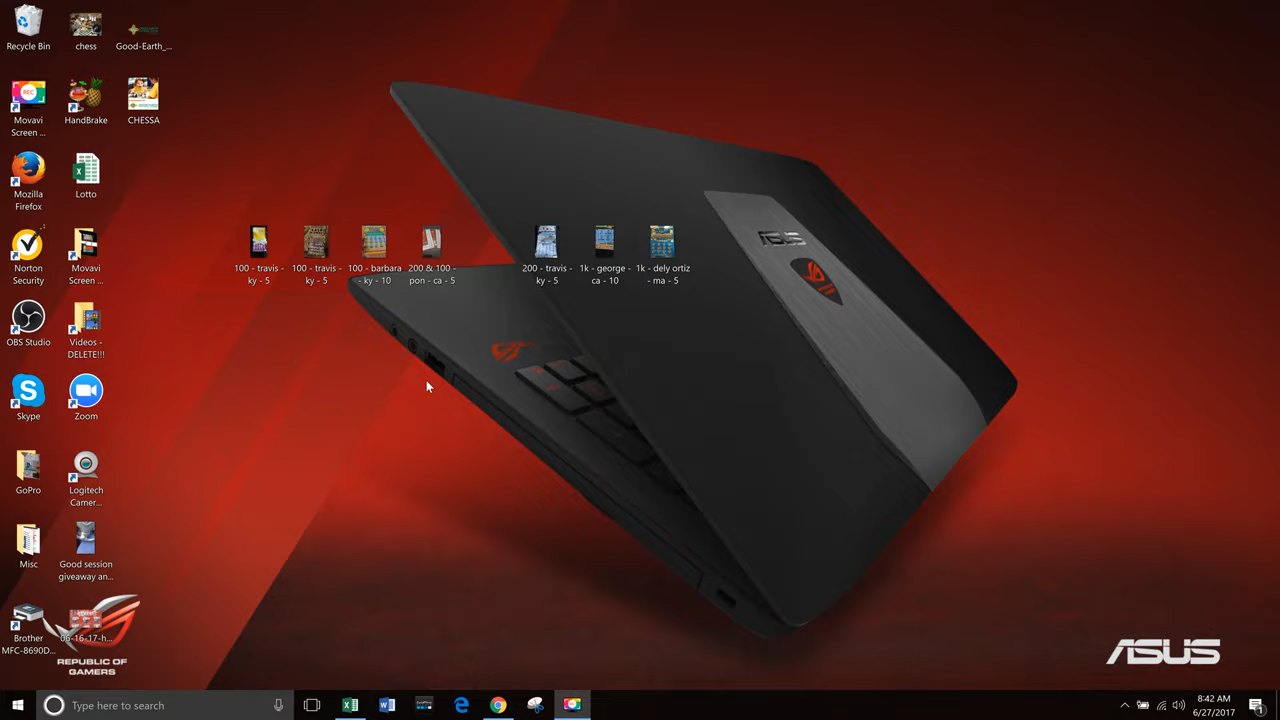 Recycle Bin
chess
Good-Earth_...
REC
Movavi
Screen ...
HandBrake
CHESSA
Mozilla
Firefox
Lotto
Norton
Security
Movavi
Screen ...
100 - travis -
ky - 5
100 - travis -
ky - 5
100 - barbara
- ky - 10
200 & 100 -
pon - ca - 5
200 - travis -
ky - 5
1k - george -
ca - 10
1k - dely ortiz
- ma - 5
ASUS
OBS Studio
Videos -
DELETE!!!
Skype
Zoom
GoPro
Logitech
Camer...
Misc
Good session
giveaway an...
Brother
MFC-8690D...
06-16-17-h...
REPUBLIC OF
GAMERS
ASUS
Type here to search
8:42 AM
6/27/2017